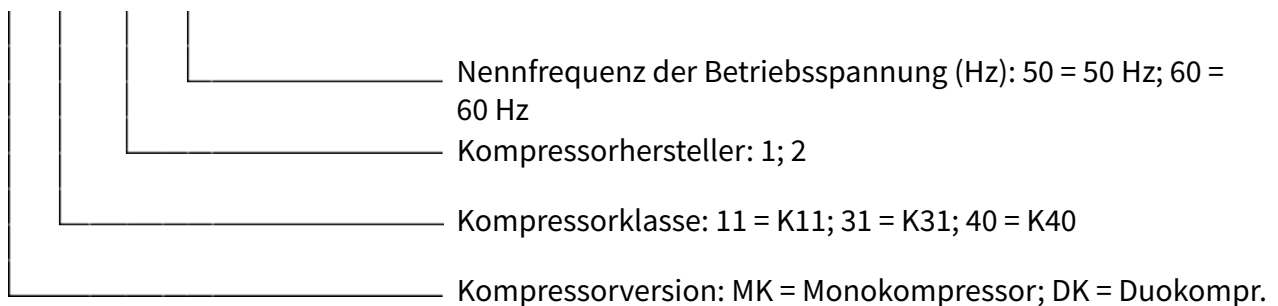 Nennfrequenz der Betriebsspannung (Hz): 50 = 50 Hz; 60 =
60 Hz
Kompressorhersteller: 1; 2
Kompressorklasse: 11 = K11; 31 = K31; 40 = K40
Kompressorversion: MK = Monokompressor; DK = Duokompr.